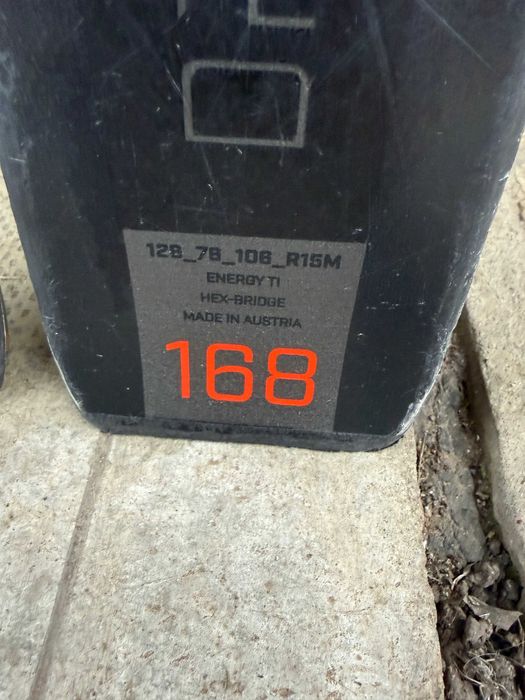 128_78_106_R15M
ENERGY TI
HEX-BRIDGE
MADE IN AUSTRIA
168